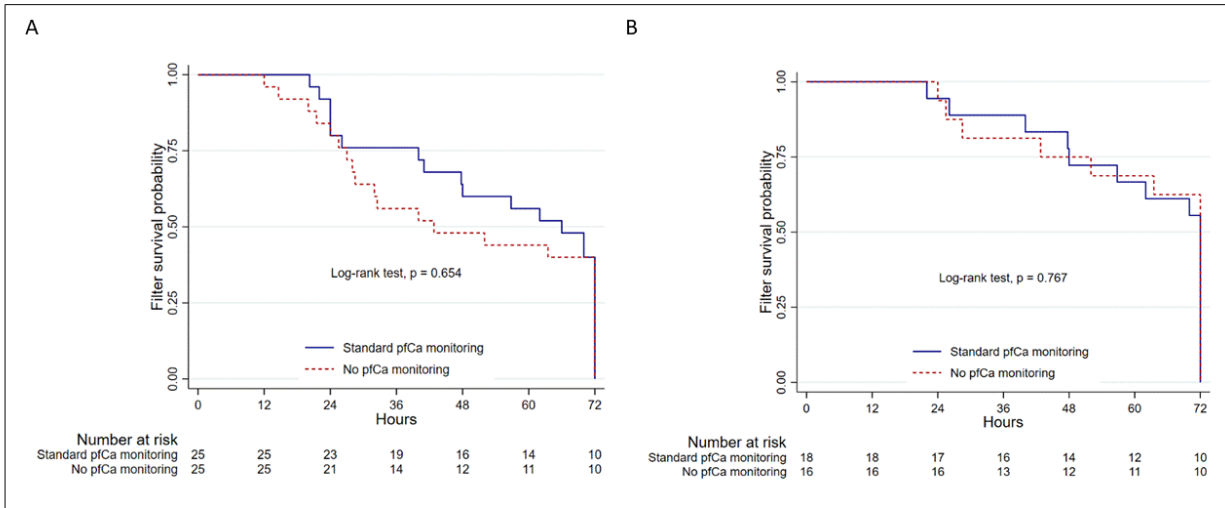 A
Filter survival probability
1.00
0.75
0.50
0.25
0.00
Log-rank test, p = 0.654
Standard pfCa monitoring
No pfCa monitoring
0 12 24 36 48 60 72
Hours
Number at risk
Standard pfCa monitoring 25 25 23 19 16 14 10
No pfCa monitoring 25 25 21 14 12 11 10
B
Filter survival probability
1.00
0.75
0.50
0.25
0.00
Log-rank test, p = 0.767
Standard pfCa monitoring
No pfCa monitoring
0 12 24 36 48 60 72
Hours
Number at risk
Standard pfCa monitoring 18 18 17 16 14 12 10
No pfCa monitoring 16 16 16 13 12 11 10